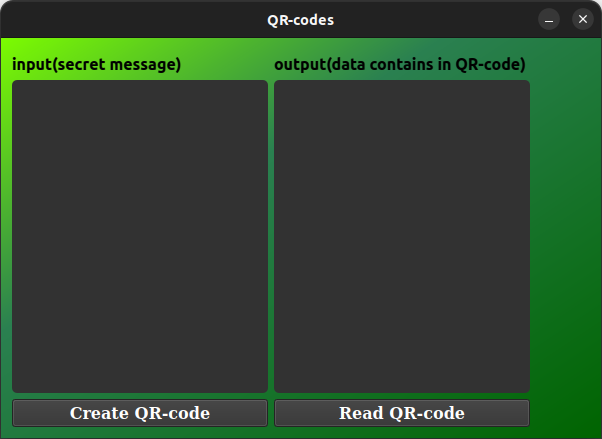 QR-codes
input(secret message)
output(data contains in QR-code)
Create QR-code
Read QR-code